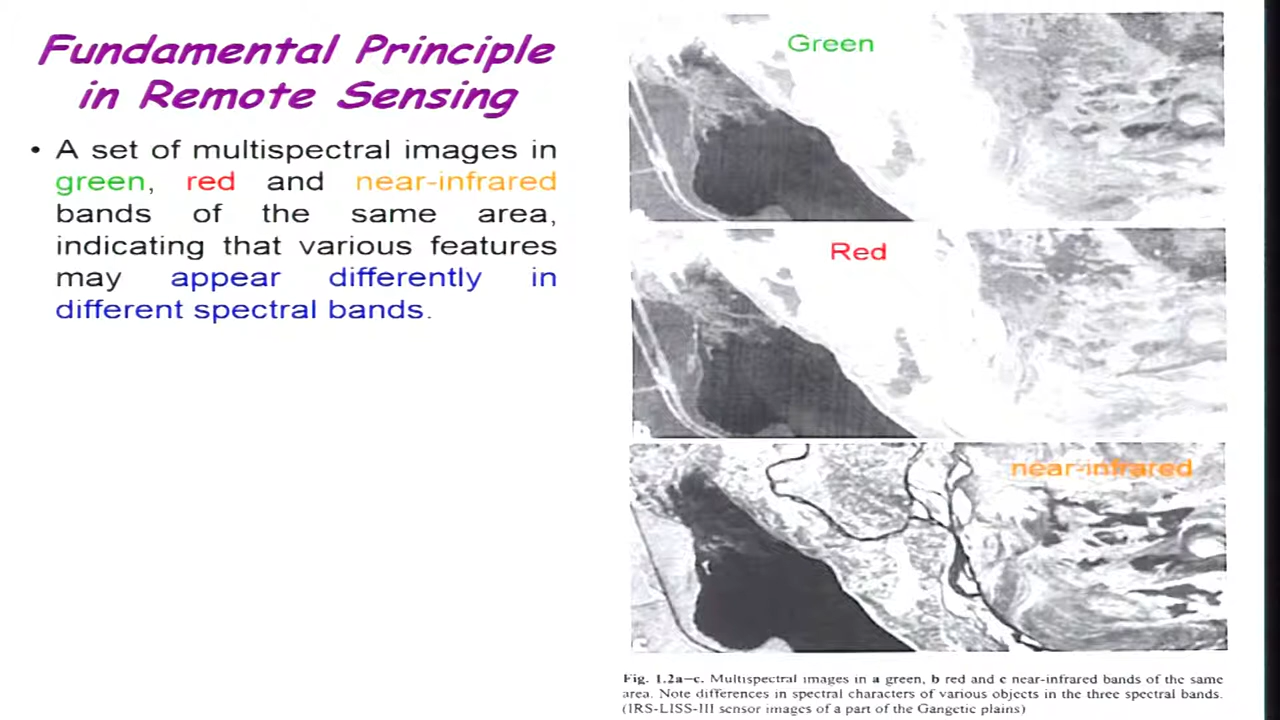 Fundamental Principle
in Remote Sensing
• A set of multispectral images in
green, red and near-infrared
bands of the same area,
indicating that various features
may appear differently in
different spectral bands.
Green
Red
near-infrared
Fig. 1.2a–c. Multispectral images in a green, b red and c near-infrared bands of the same
area. Note differences in spectral characters of various objects in the three spectral bands.
(IRS-LISS-III sensor images of a part of the Gangetic plains)